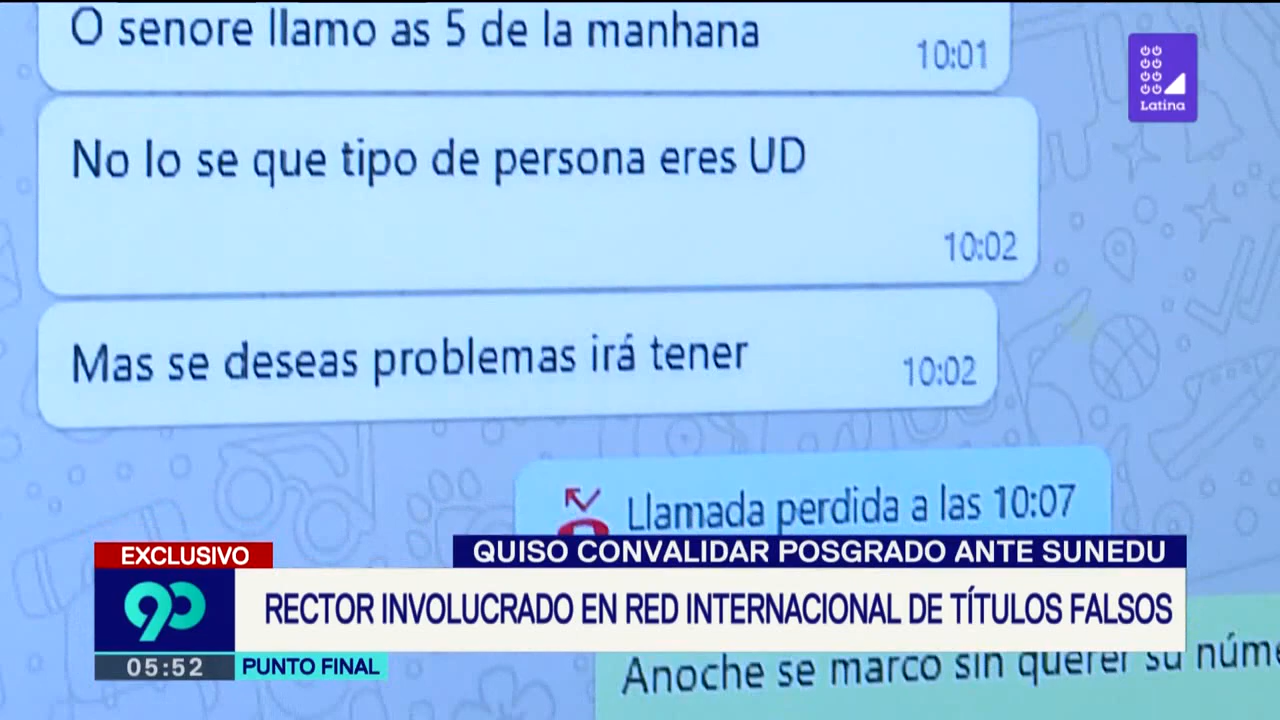 O senore llamo as 5 de la manhana
10:01
Latina
No lo se que tipo de persona eres UD
10:02
Mas se deseas problemas irá tener
10:02
Llamada perdida a las 10:07
QUISO CONVALIDAR POSGRADO ANTE SUNEDU
EXCLUSIVO
90
RECTOR INVOLUCRADO EN RED INTERNACIONAL DE TÍTULOS FALSOS
05:52
PUNTO FINAL
Anoche se marco sin querer su